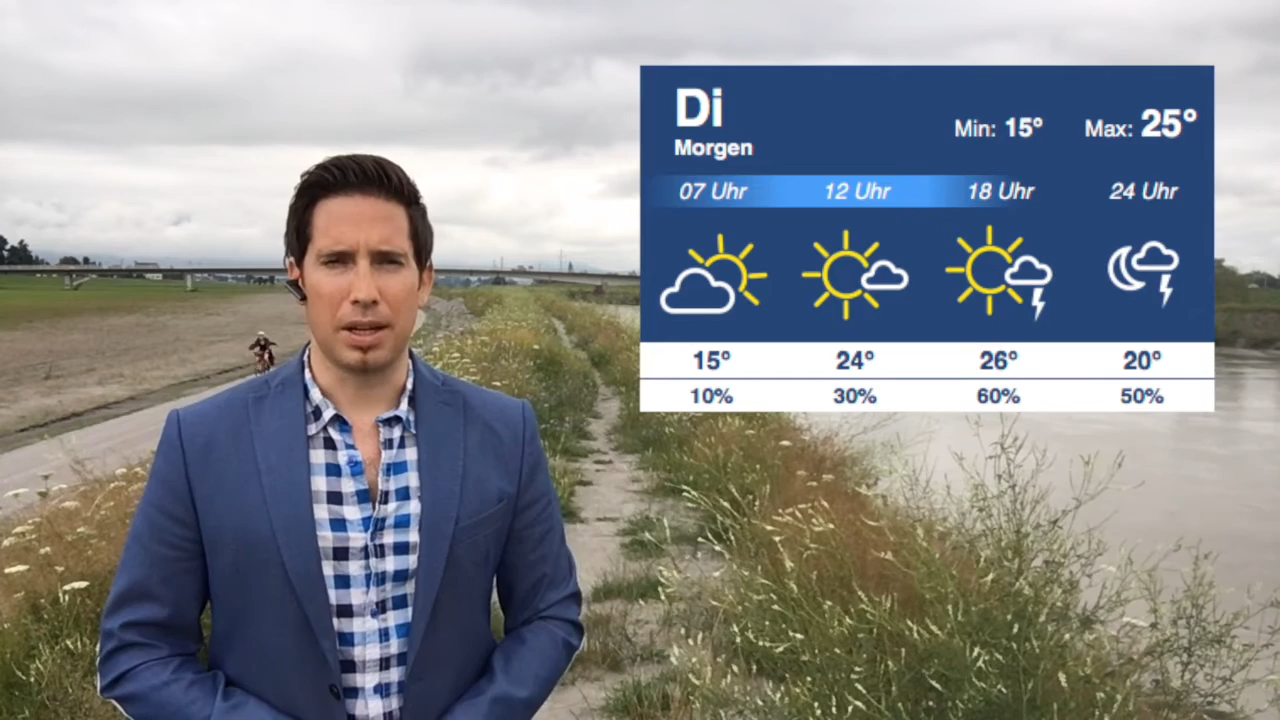 Di
Morgen
Min: 15° Max: 25°
07 Uhr 12 Uhr 18 Uhr 24 Uhr
15° 24° 26° 20°
10% 30% 60% 50%